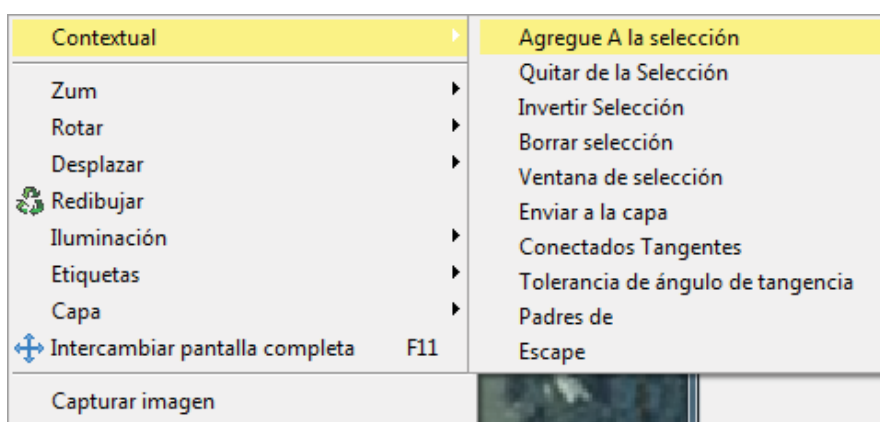 Contextual
Zum
Rotar
Desplazar
Redibujar
Iluminación
Etiquetas
Capa
Intercambiar pantalla completa F11
Capturar imagen
Agregue A la selección
Quitar de la Selección
Invertir Selección
Borrar selección
Ventana de selección
Enviar a la capa
Conectados Tangentes
Tolerancia de ángulo de tangencia
Padres de
Escape